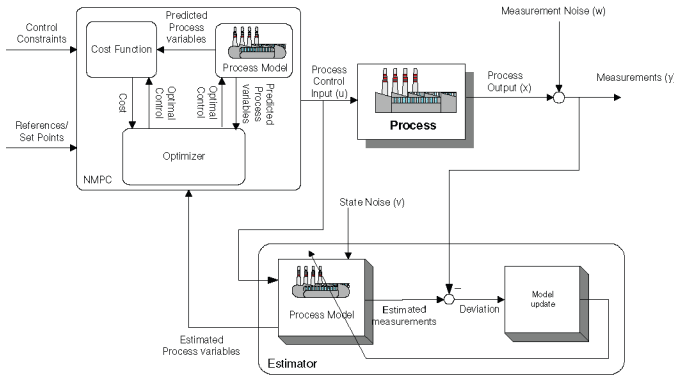 Control
Constraints
References/
Set Points
Cost Function
Predicted
Process
variables
Process Model
Cost
Optimal
Control
Optimal
Control
Predicted
Process
variables
Optimizer
NMPC
Process
Control
Input (u)
Process
Process
Output (x)
Measurement Noise (w)
Measurements (y)
State Noise (v)
Process Model
Estimated
measurements
–
Deviation
Model
update
Estimated
Process variables
Estimator